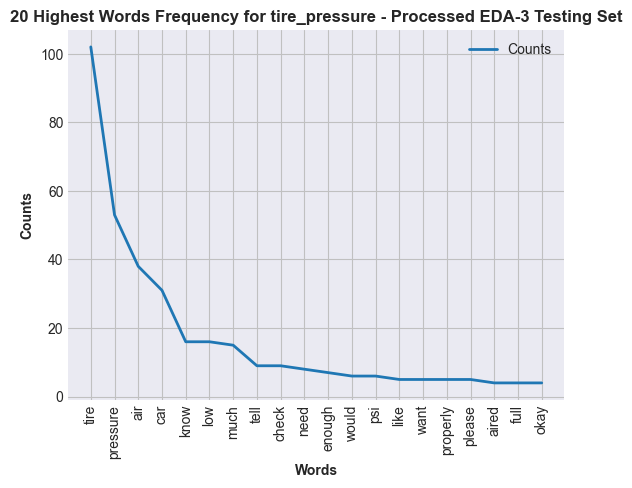 20 Highest Words Frequency for tire_pressure - Processed EDA-3 Testing Set
Counts
100
80
60
40
20
0
Counts
tire
pressure
air
car
know
low
much
tell
check
need
enough
would
psi
like
want
properly
please
aired
full
okay
Words